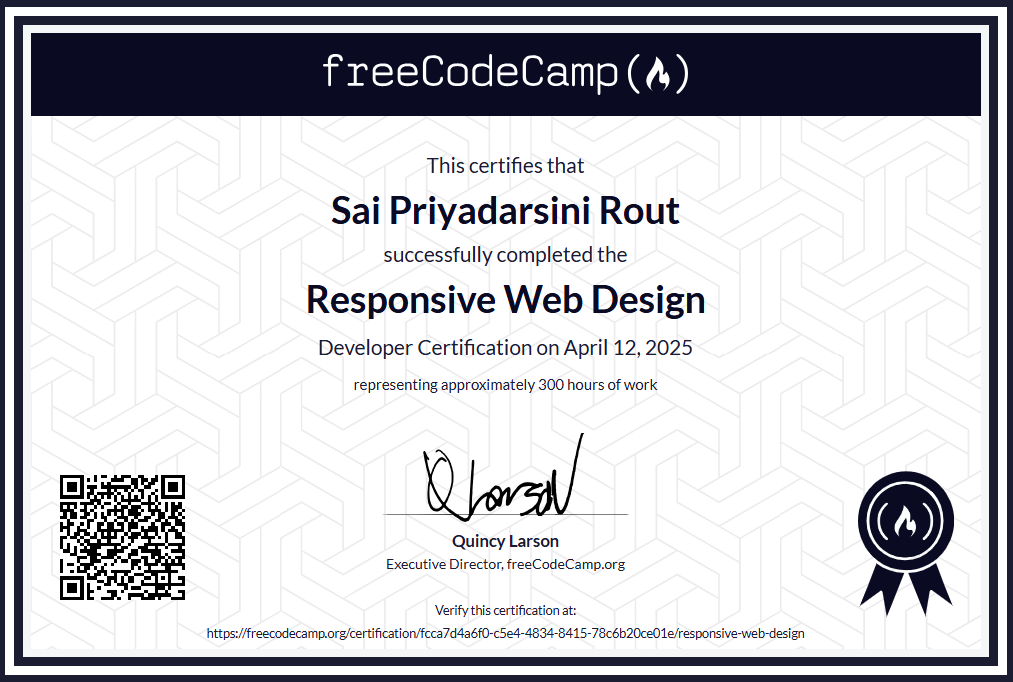 freeCodeCamp
This certifies that
Sai Priyadarsini Rout
successfully completed the
Responsive Web Design
Developer Certification on April 12, 2025
representing approximately 300 hours of work
Q Larson
Quincy Larson
Executive Director, freeCodeCamp.org
Verify this certification at:
https://freecodecamp.org/certification/fcca7d4a6f0-c5e4-4834-8415-78c6b20ce01e/responsive-web-design